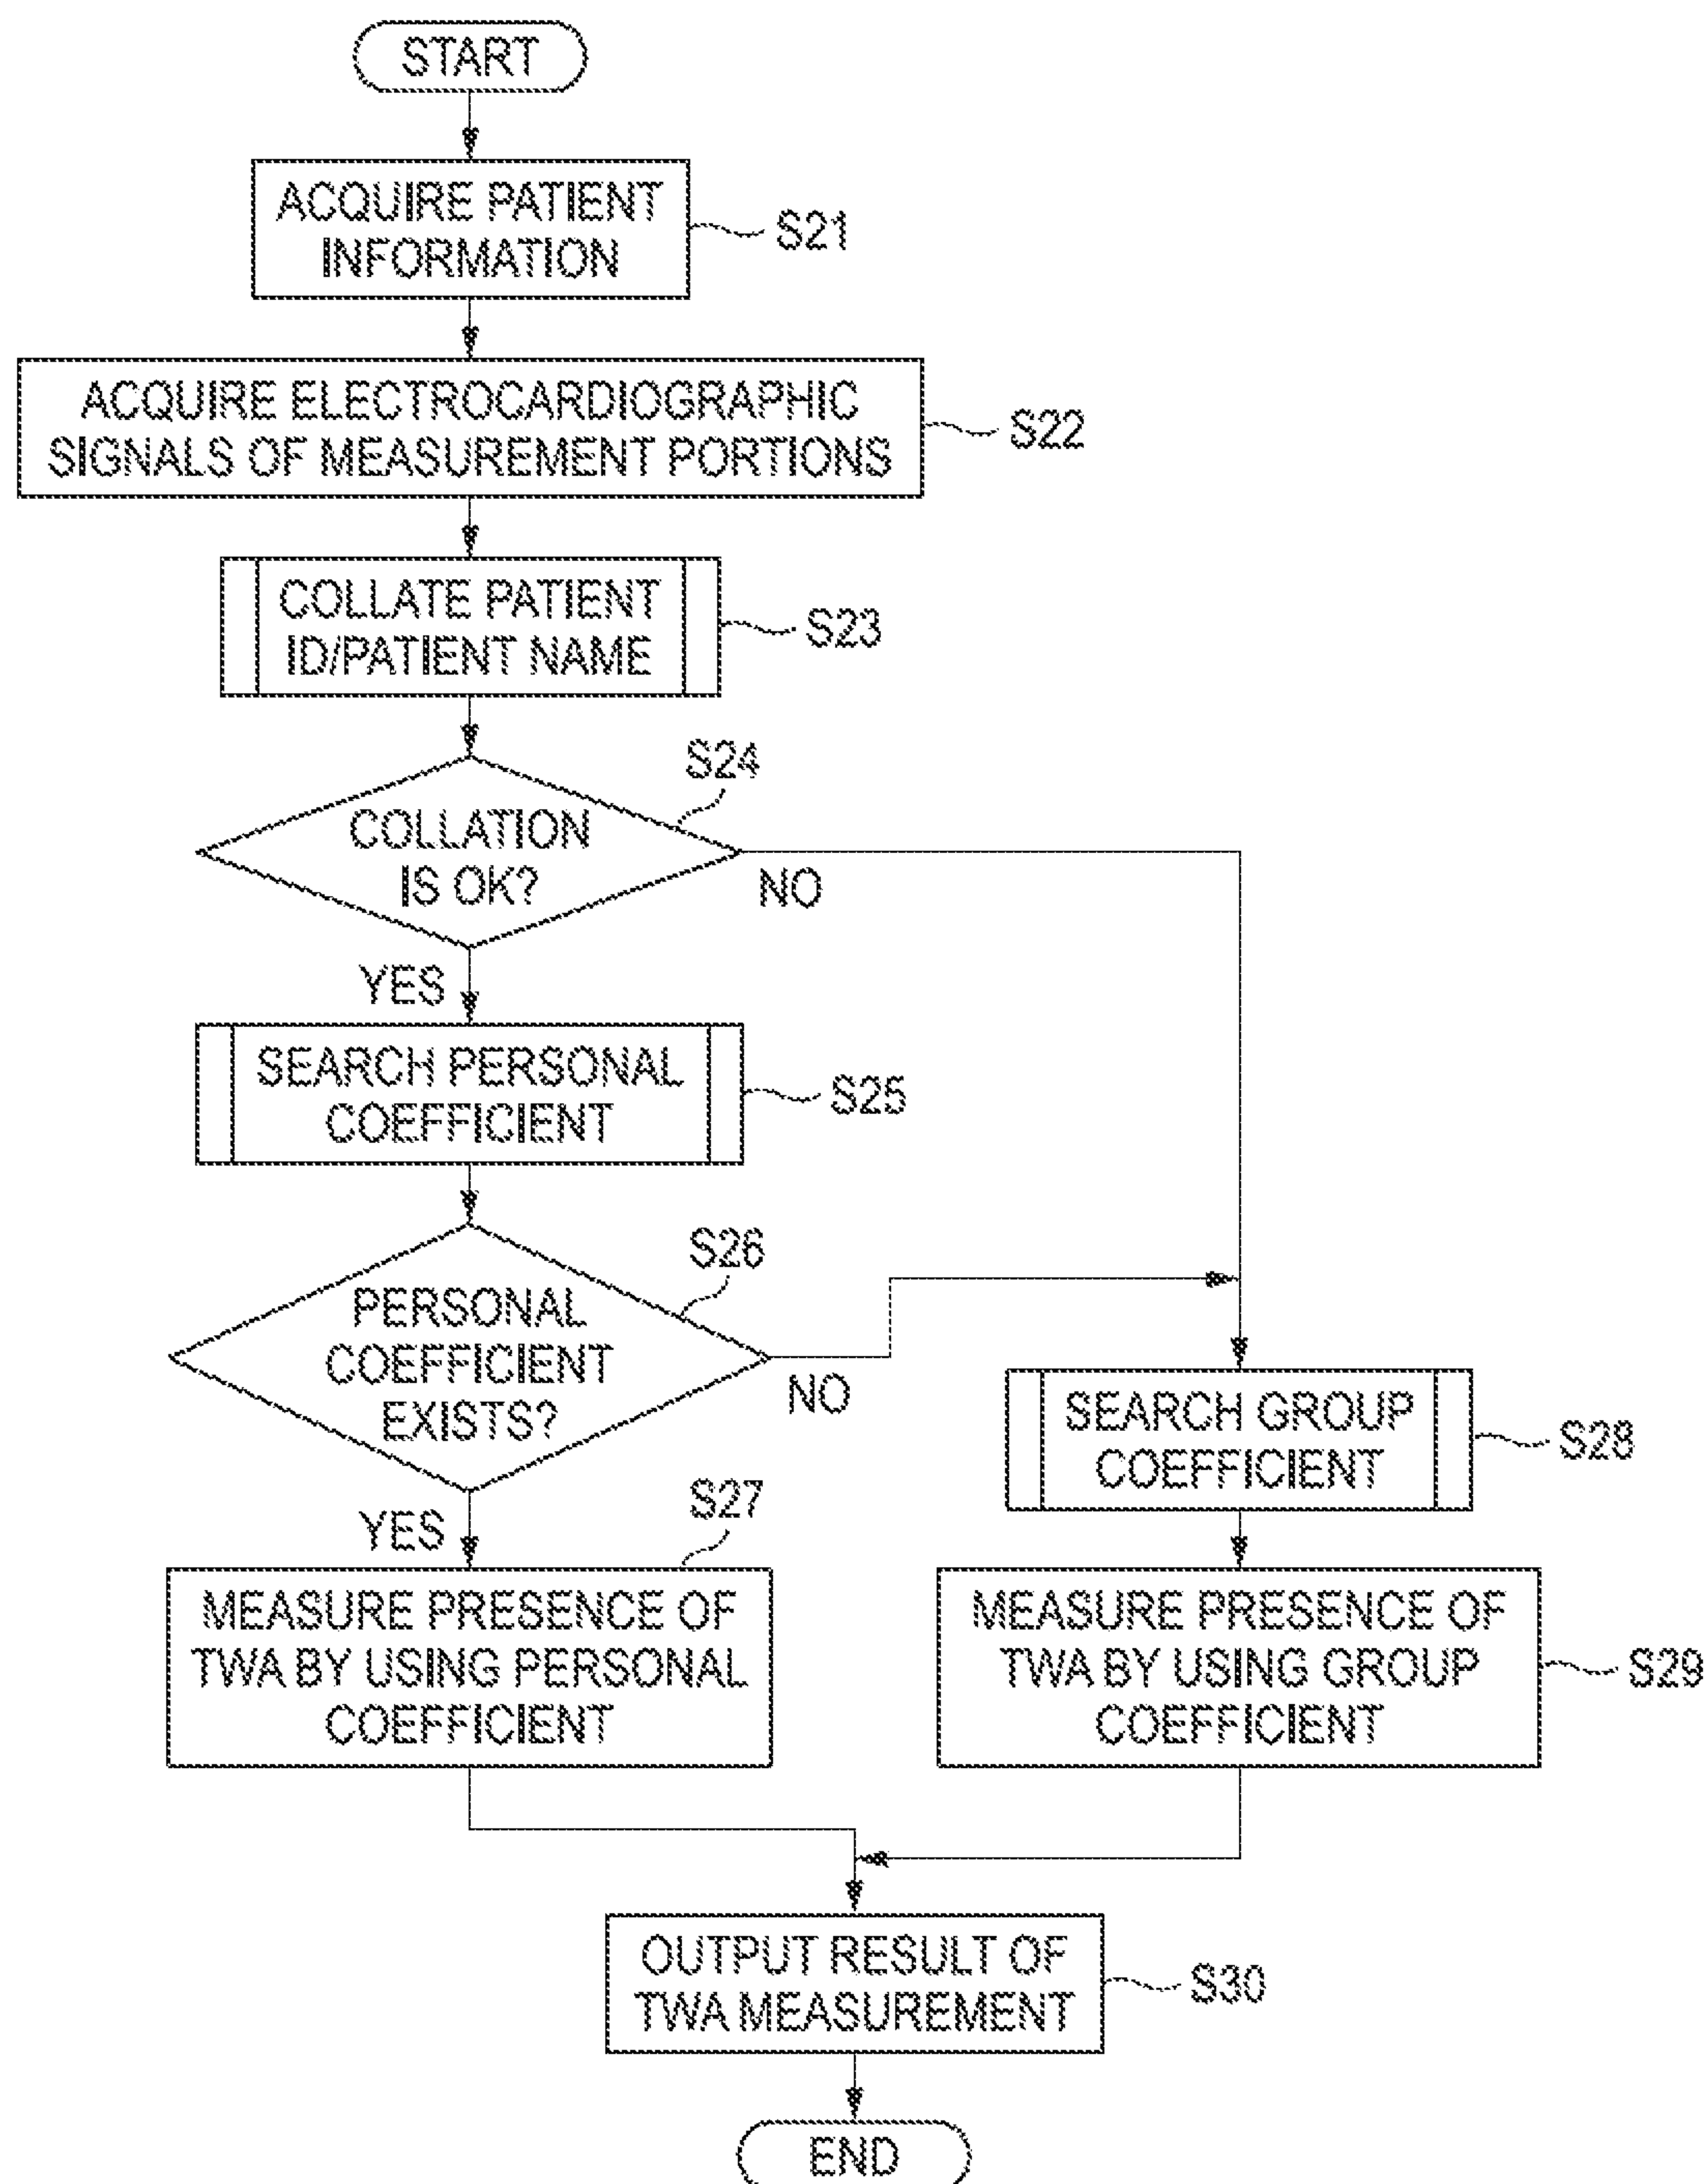 START
ACQUIRE PATIENT
INFORMATION
S21
ACQUIRE ELECTROCARDIOGRAPHIC
SIGNALS OF MEASUREMENT PORTIONS
S22
COLLATE PATIENT
ID/PATIENT NAME
S23
S24
COLLATION
IS OK?
NO
YES
SEARCH PERSONAL
COEFFICIENT
S25
S26
PERSONAL
COEFFICIENT
EXISTS?
NO
YES
S27
MEASURE PRESENCE OF
TWA BY USING PERSONAL
COEFFICIENT
SEARCH GROUP
COEFFICIENT
S28
MEASURE PRESENCE OF
TWA BY USING GROUP
COEFFICIENT
S29
OUTPUT RESULT OF
TWA MEASUREMENT
S30
END